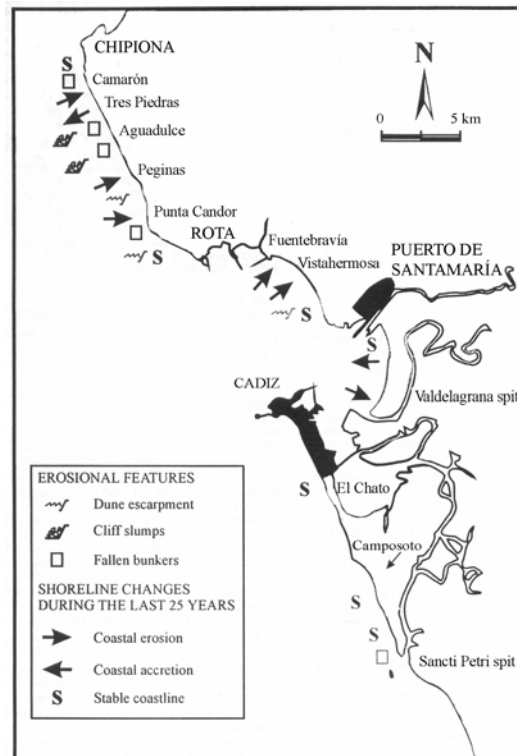 CHIPIONA
N
S
Camarón
Tres Piedras
0 5 km
Aguadulce
Peginas
Punta Candor
ROTA
S
Fuentebravía
Vistahermosa
PUERTO DE
SANTAMARÍA
S
S
CADIZ
Valdelagrana spit
S
El Chato
Camposoto
S
S
Sancti Petri spit
EROSIONAL FEATURES
Dune escarpment
Cliff slumps
Fallen bunkers
SHORELINE CHANGES
DURING THE LAST 25 YEARS
Coastal erosion
Coastal accretion
S Stable coastline